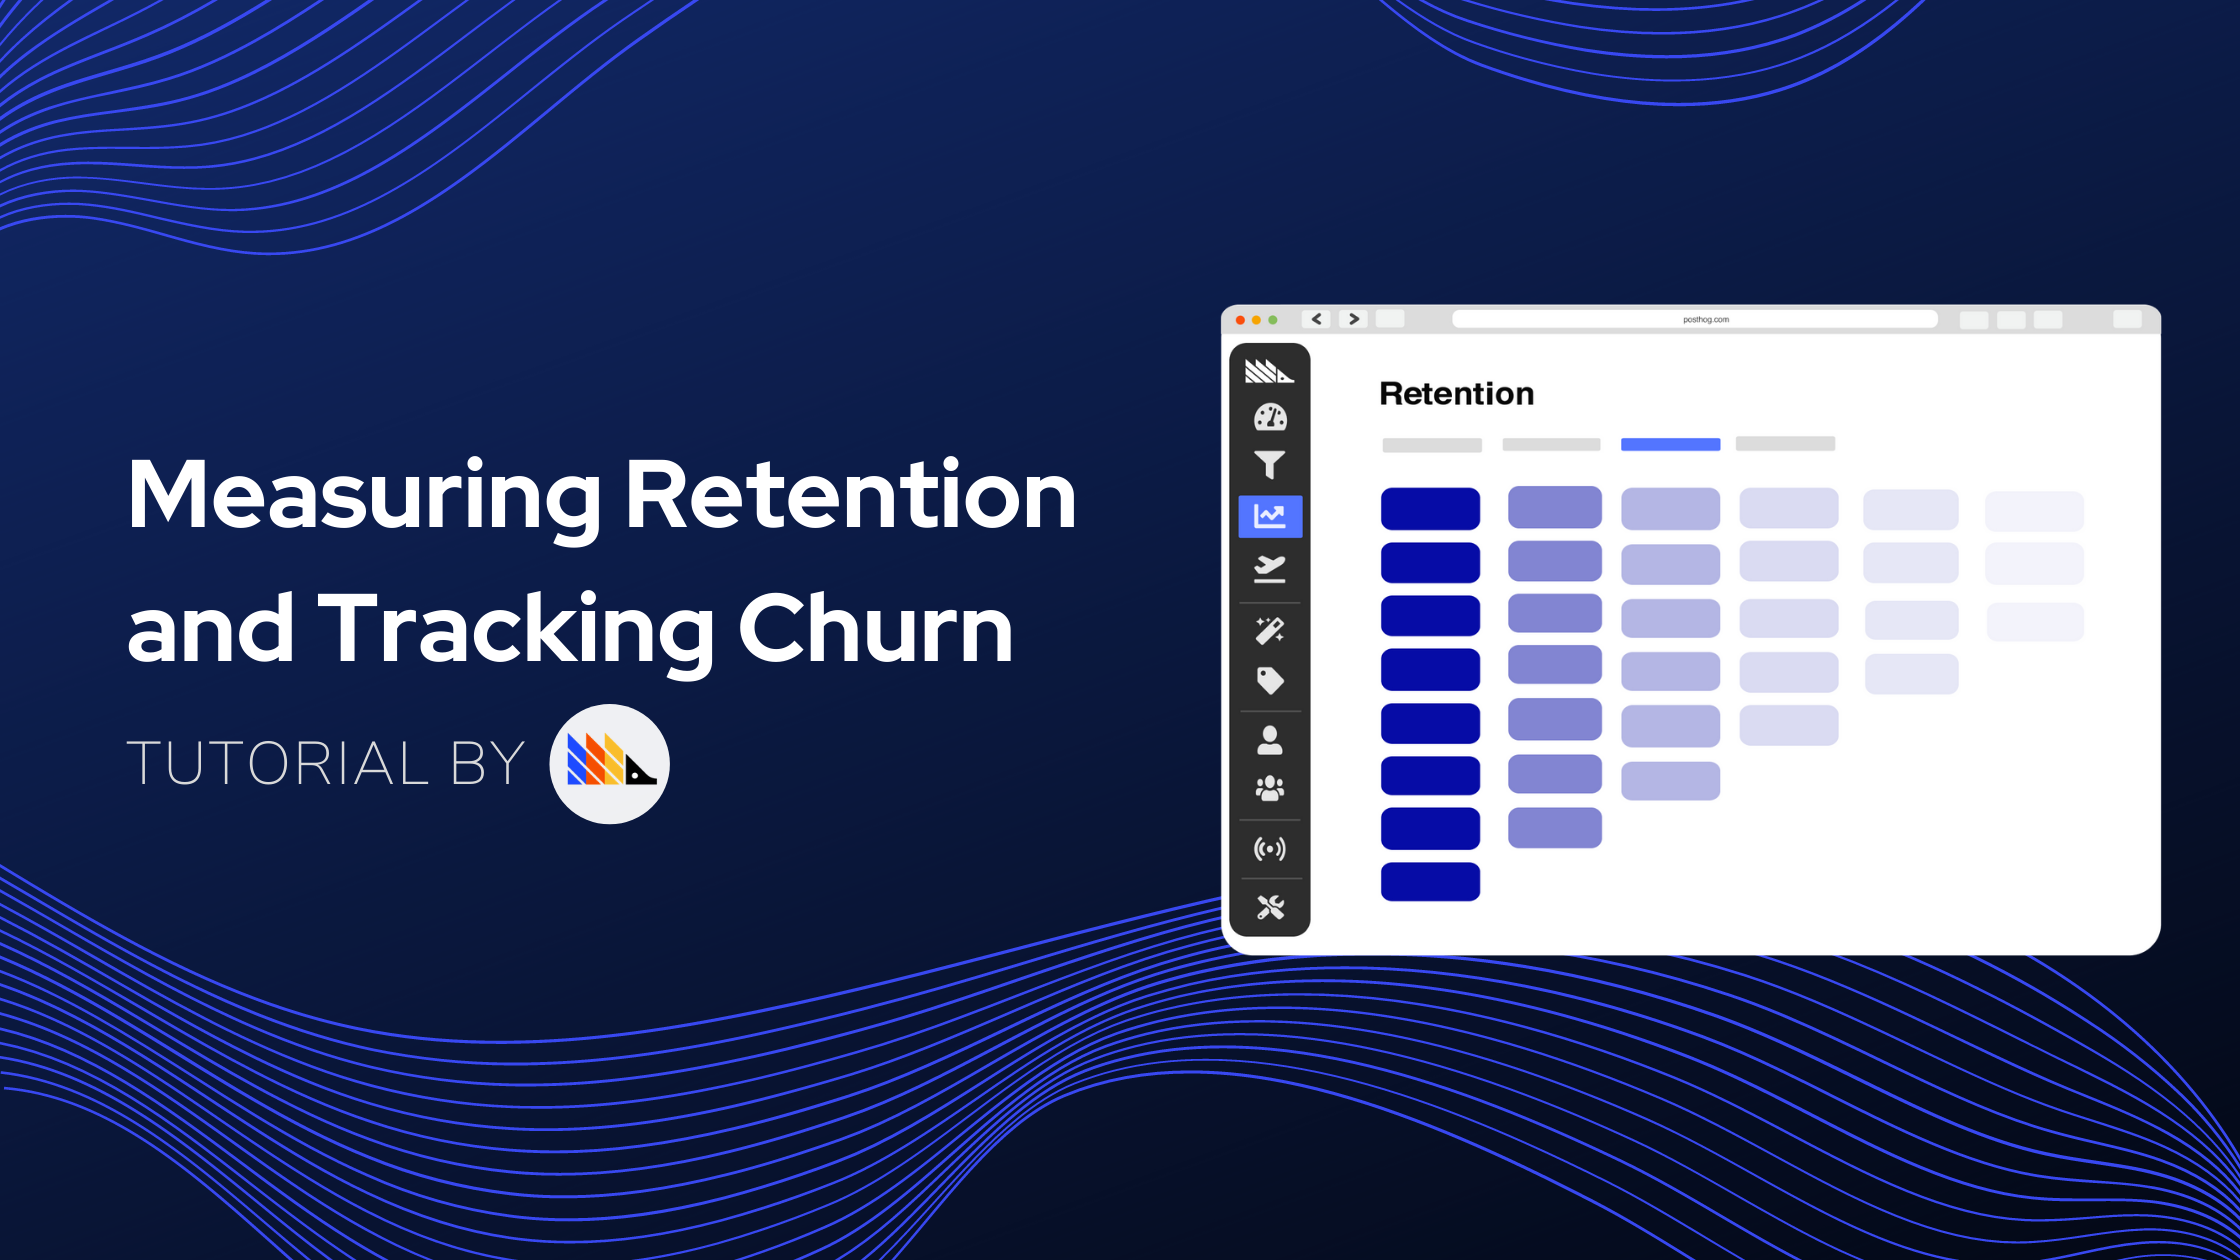 Measuring Retention
and Tracking Churn
TUTORIAL BY
posthog.com
Retention